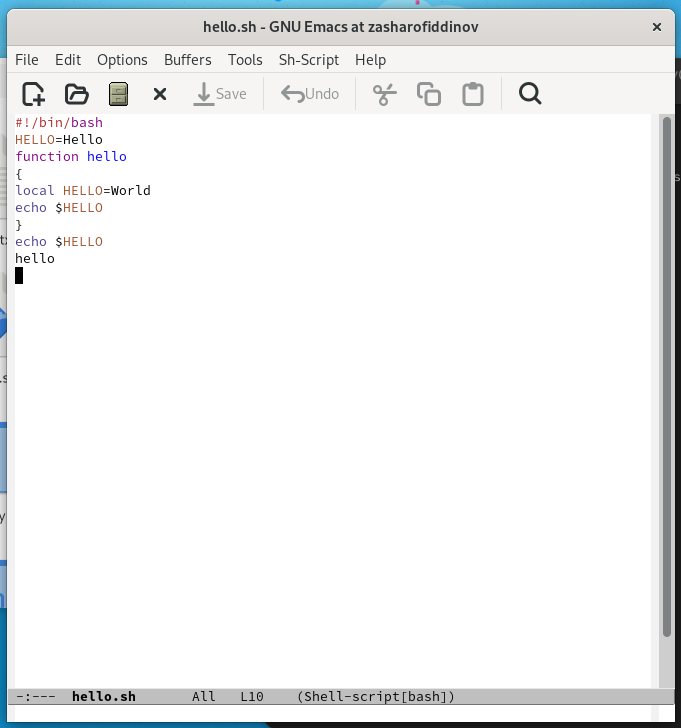 hello.sh - GNU Emacs at zasharofiddinov
File Edit Options Buffers Tools Sh-Script Help
Save Undo
#!/bin/bash
HELLO=Hello
function hello
{
local HELLO=World
echo $HELLO
}
echo $HELLO
hello
-:--- hello.sh All L10 (Shell-script[bash])